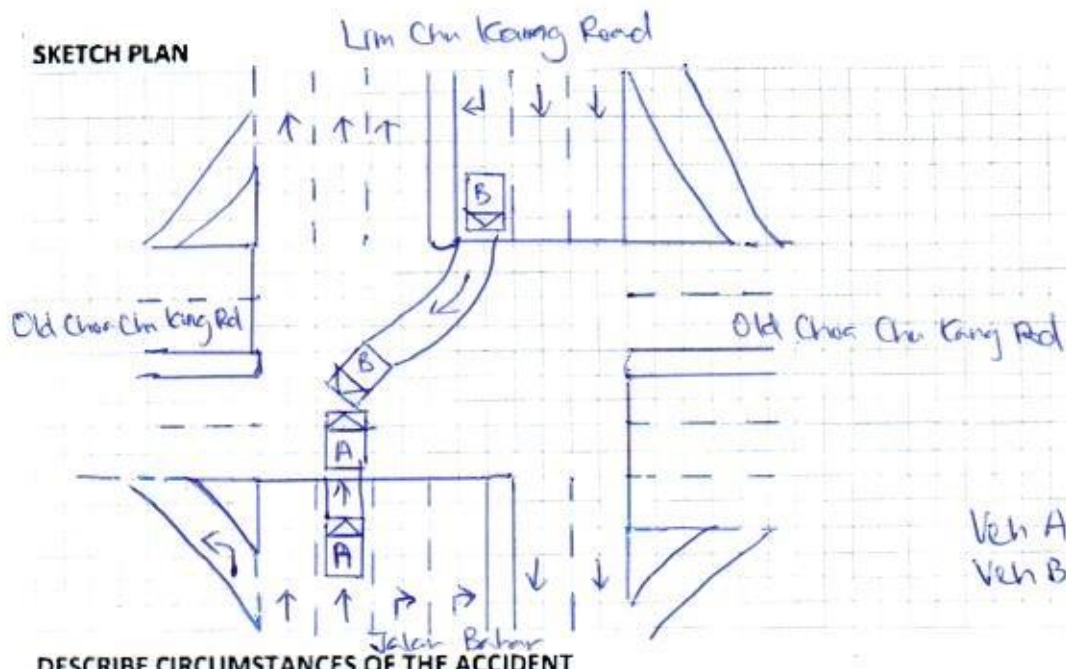 Lim Chu Kang Road
SKETCH PLAN
B
Old Choa Chu Kang Rd
Old Choa Chu Kang Rd
B
A
A
Veh A
Veh B
Jalan Bahar
DESCRIBE CIRCUMSTANCES OF THE ACCIDENT